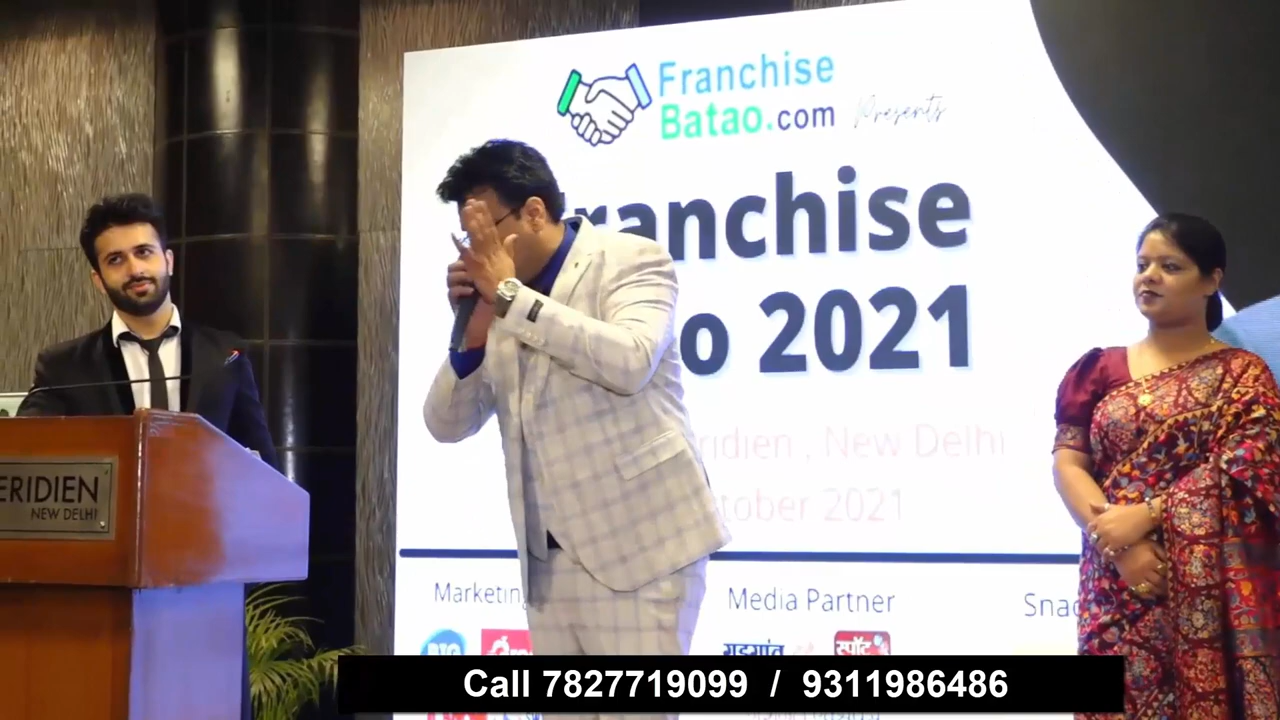 Franchise
Batao.com Presents
Franchise
o 2021
ridien , New Delhi
tober 2021
ERIDIEN
NEW DELHI
Marketin
Media Partner
Snac
गुड़गांव
स्पॉट
Call 7827719099 / 9311986486